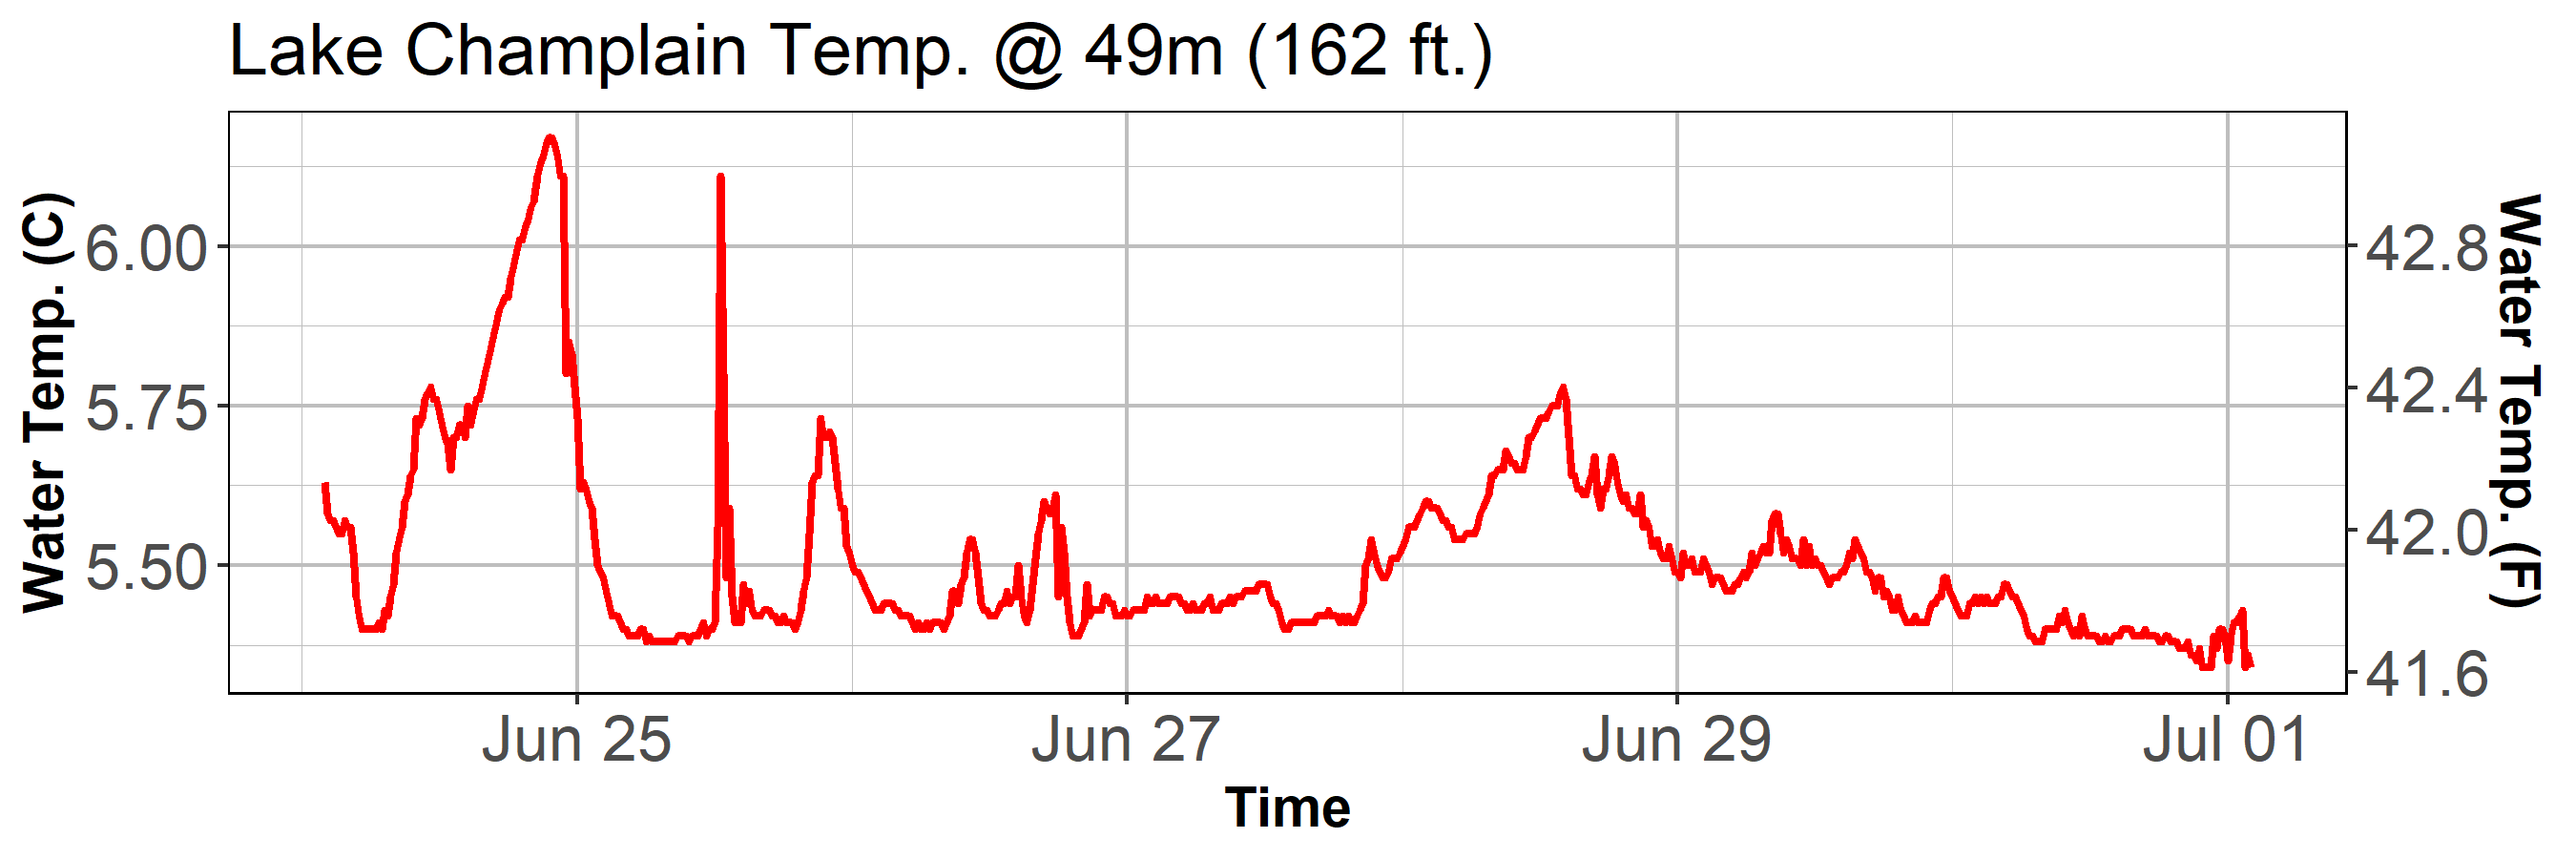 Lake Champlain Temp. @ 49m (162 ft.)
Water Temp. (C)
6.00
5.75
5.50
42.8
42.4
42.0
41.6
Water Temp. (F)
Jun 25 Jun 27 Jun 29 Jul 01
Time